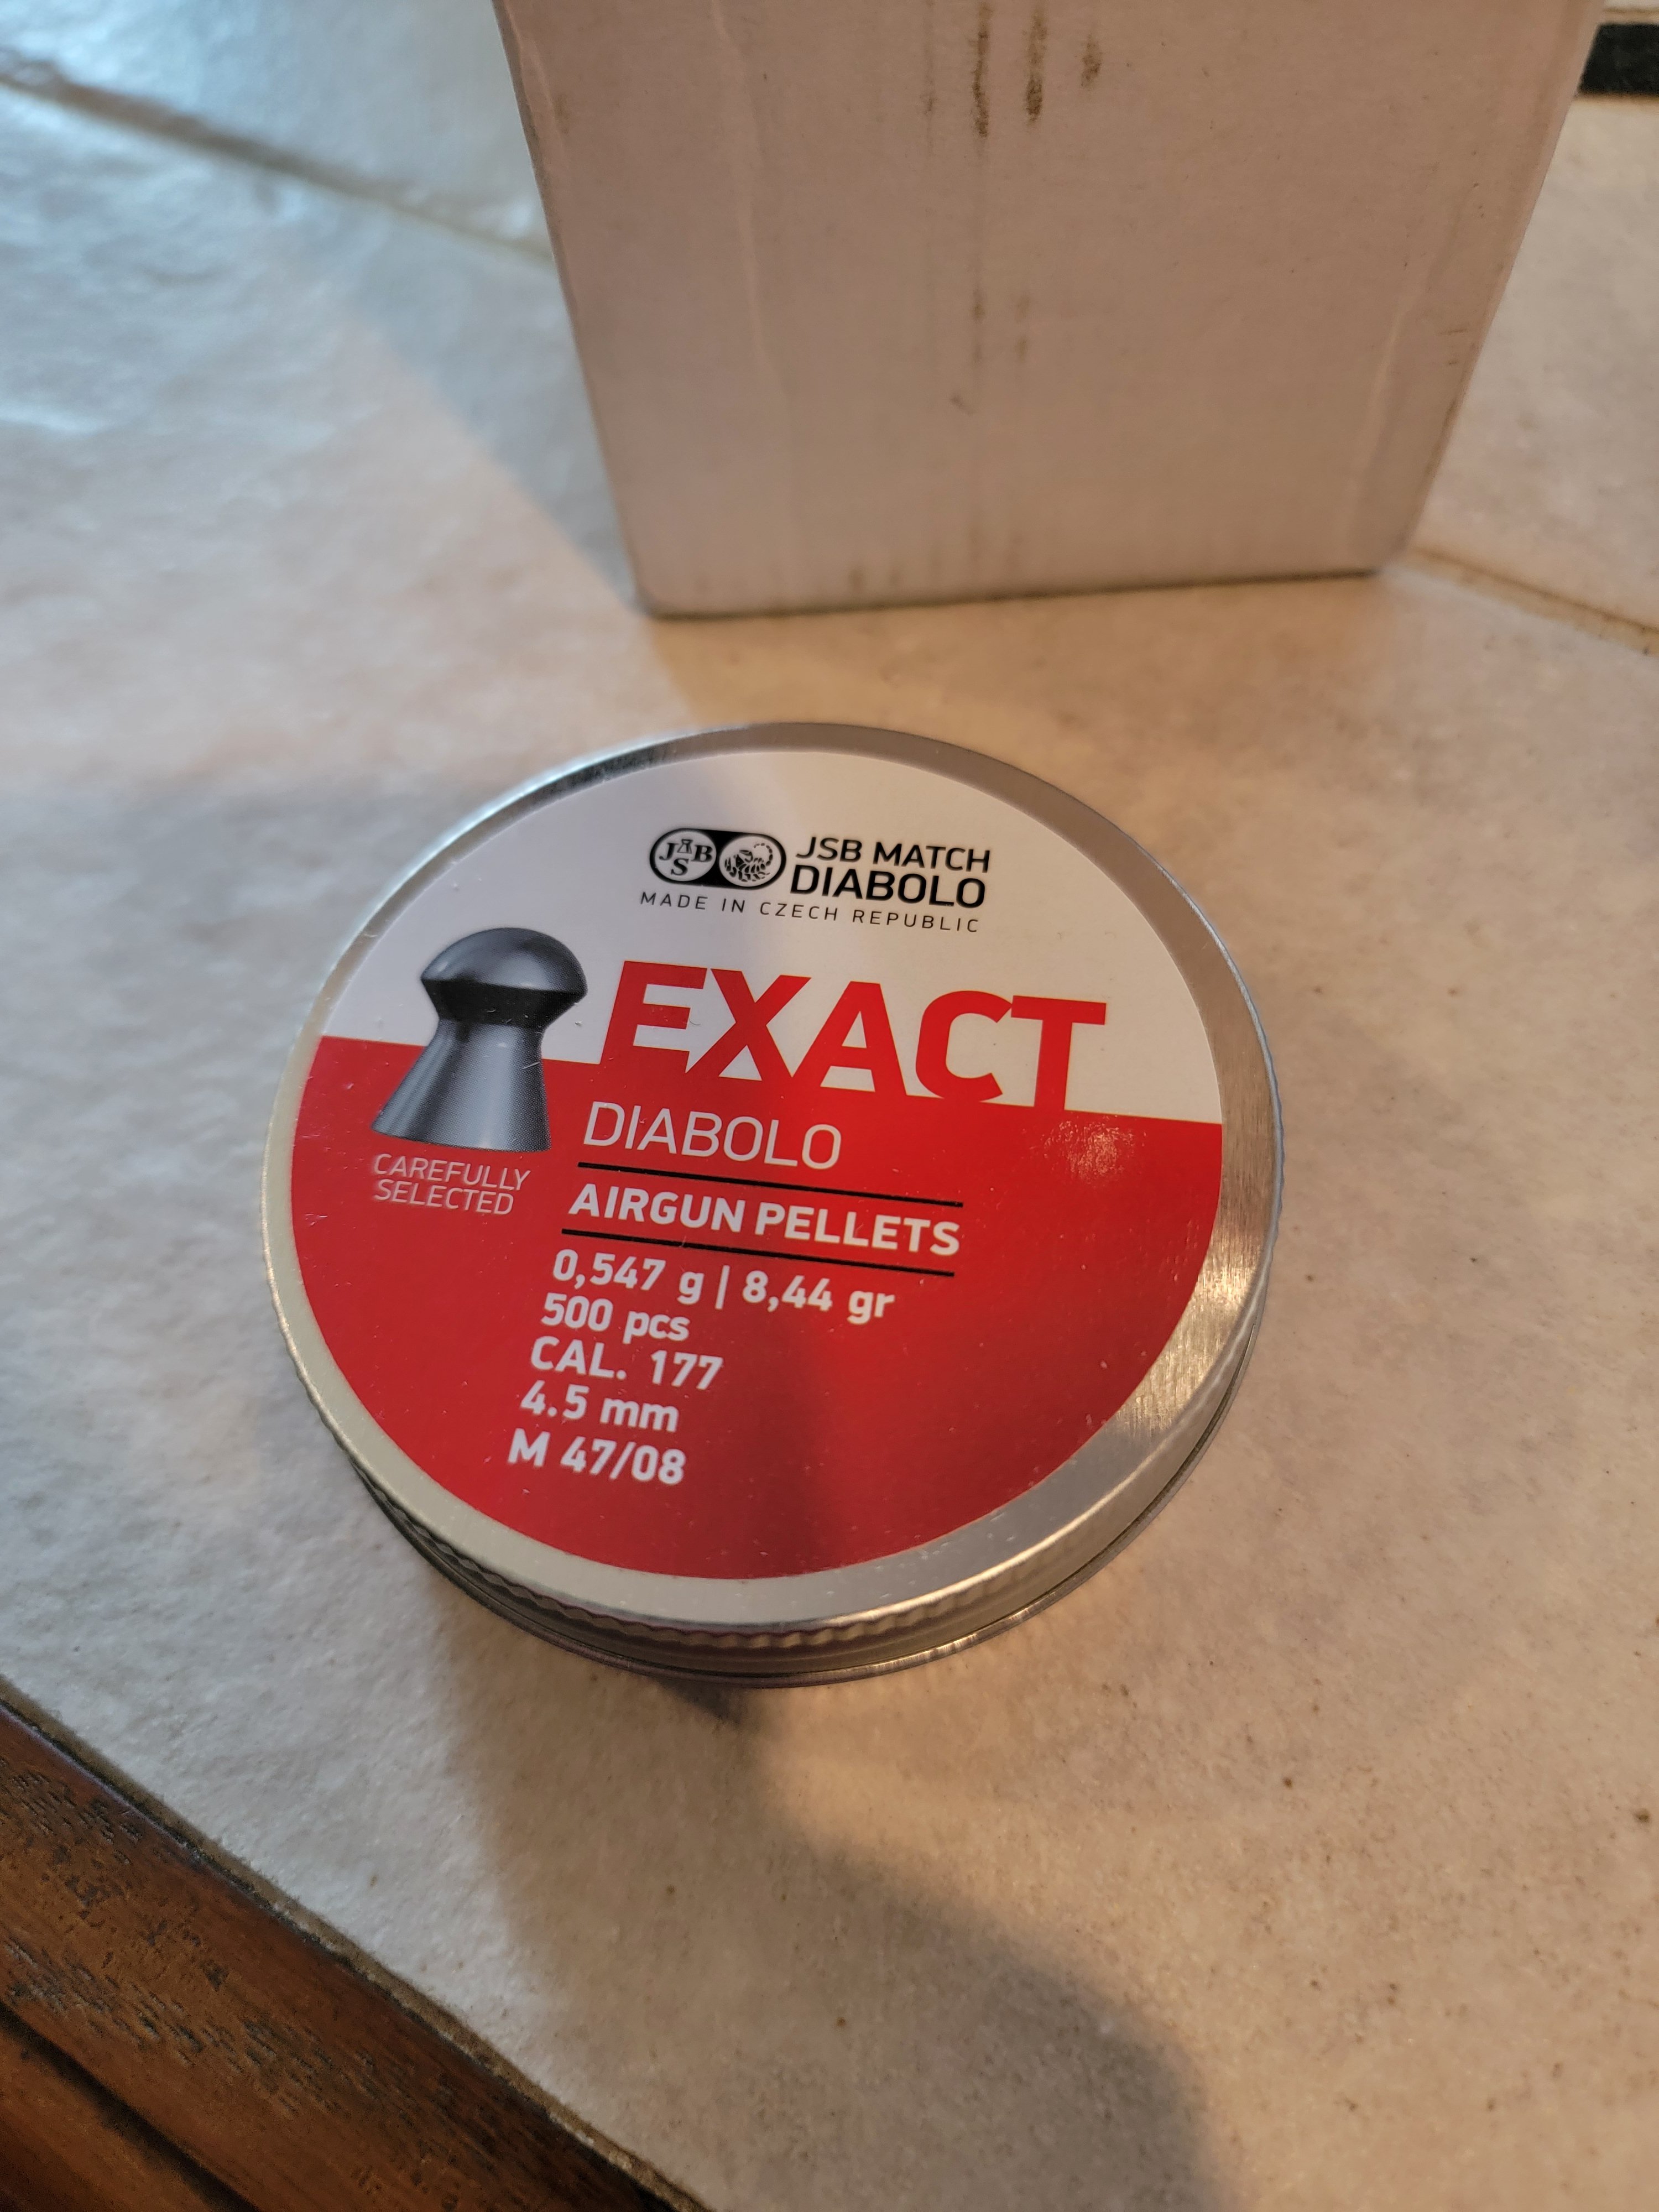 JSB
JSB MATCH
DIABOLO
MADE IN CZECH REPUBLIC
EXACT
DIABOLO
CAREFULLY
SELECTED
AIRGUN PELLETS
0,547 g | 8,44 gr
500 pcs
CAL. 177
4.5 mm
M 47/08